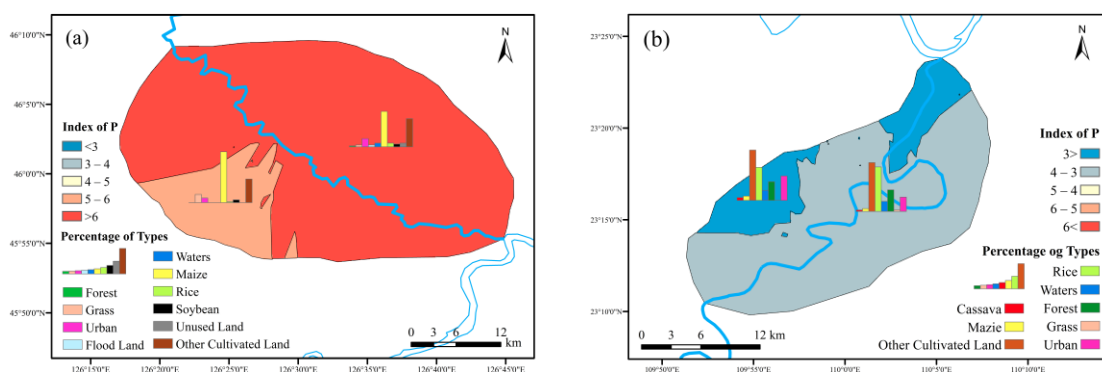 (a)
N
46°10'0"N
46°5'0"N
46°0'0"N
45°55'0"N
45°50'0"N
Index of P
<3
3 – 4
4 – 5
5 – 6
>6
Percentage of Types
Forest
Grass
Urban
Flood Land
Waters
Maize
Rice
Soybean
Unused Land
Other Cultivated Land
0 3 6 12
km
126°15'0"E
126°20'0"E
126°25'0"E
126°30'0"E
126°35'0"E
126°40'0"E
126°45'0"E
(b)
N
23°25'0"N
23°20'0"N
23°15'0"N
23°10'0"N
Index of P
3>
4 – 3
5 – 4
6 – 5
6<
Percentage og Types
Rice
Waters
Cassava
Forest
Mazie
Grass
Other Cultivated Land
Urban
0 3 6 12
km
109°50'0"E
109°55'0"E
110°0'0"E
110°5'0"E
110°10'0"E